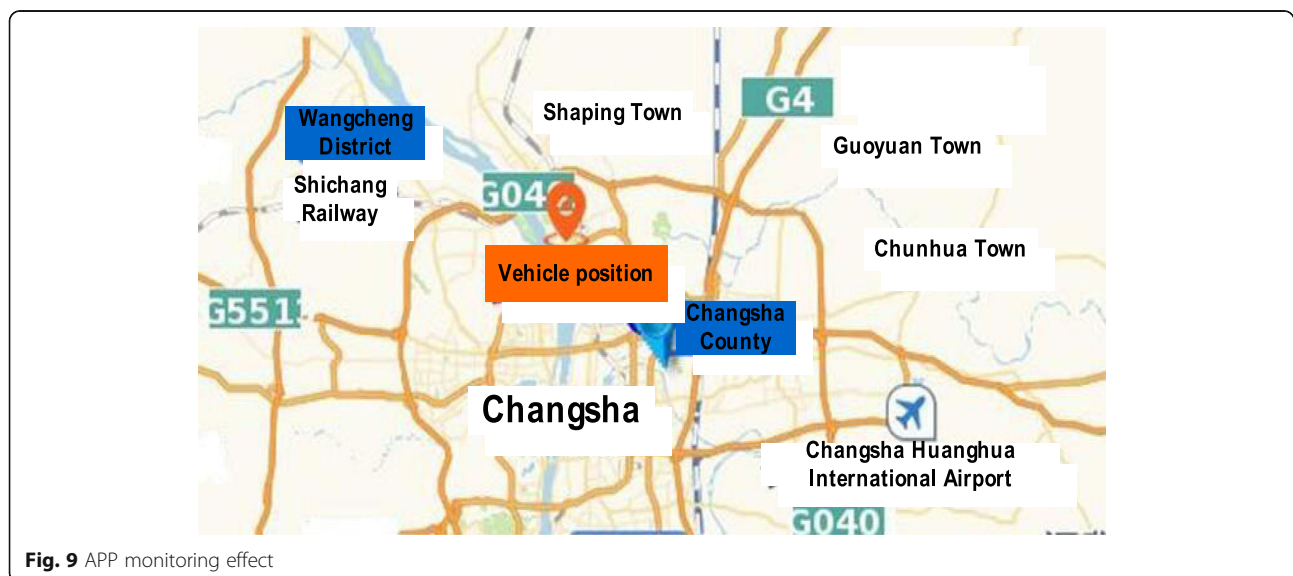 Shaping Town
G4
Wangcheng
District
Guoyuan Town
Shichang
Railway
G04
Chunhua Town
Vehicle position
G551
Changsha
County
Changsha
Changsha Huanghua
International Airport
G040
Fig. 9 APP monitoring effect